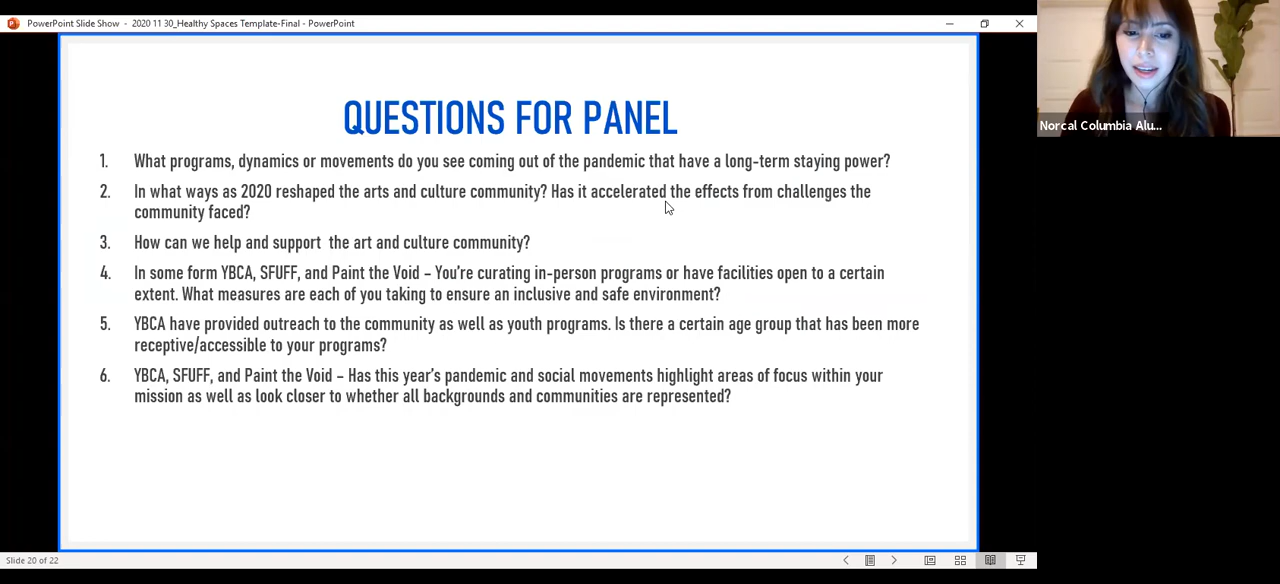 PowerPoint Slide Show - 2020 11 30_Healthy Spaces Template-Final - PowerPoint
Norcal Columbia Alu...
QUESTIONS FOR PANEL
1. What programs, dynamics or movements do you see coming out of the pandemic that have a long-term staying power?
2. In what ways as 2020 reshaped the arts and culture community? Has it accelerated the effects from challenges the
community faced?
3. How can we help and support the art and culture community?
4. In some form YBCA, SFUFF, and Paint the Void – You're curating in-person programs or have facilities open to a certain
extent. What measures are each of you taking to ensure an inclusive and safe environment?
5. YBCA have provided outreach to the community as well as youth programs. Is there a certain age group that has been more
receptive/accessible to your programs?
6. YBCA, SFUFF, and Paint the Void – Has this year's pandemic and social movements highlight areas of focus within your
mission as well as look closer to whether all backgrounds and communities are represented?
Slide 20 of 22